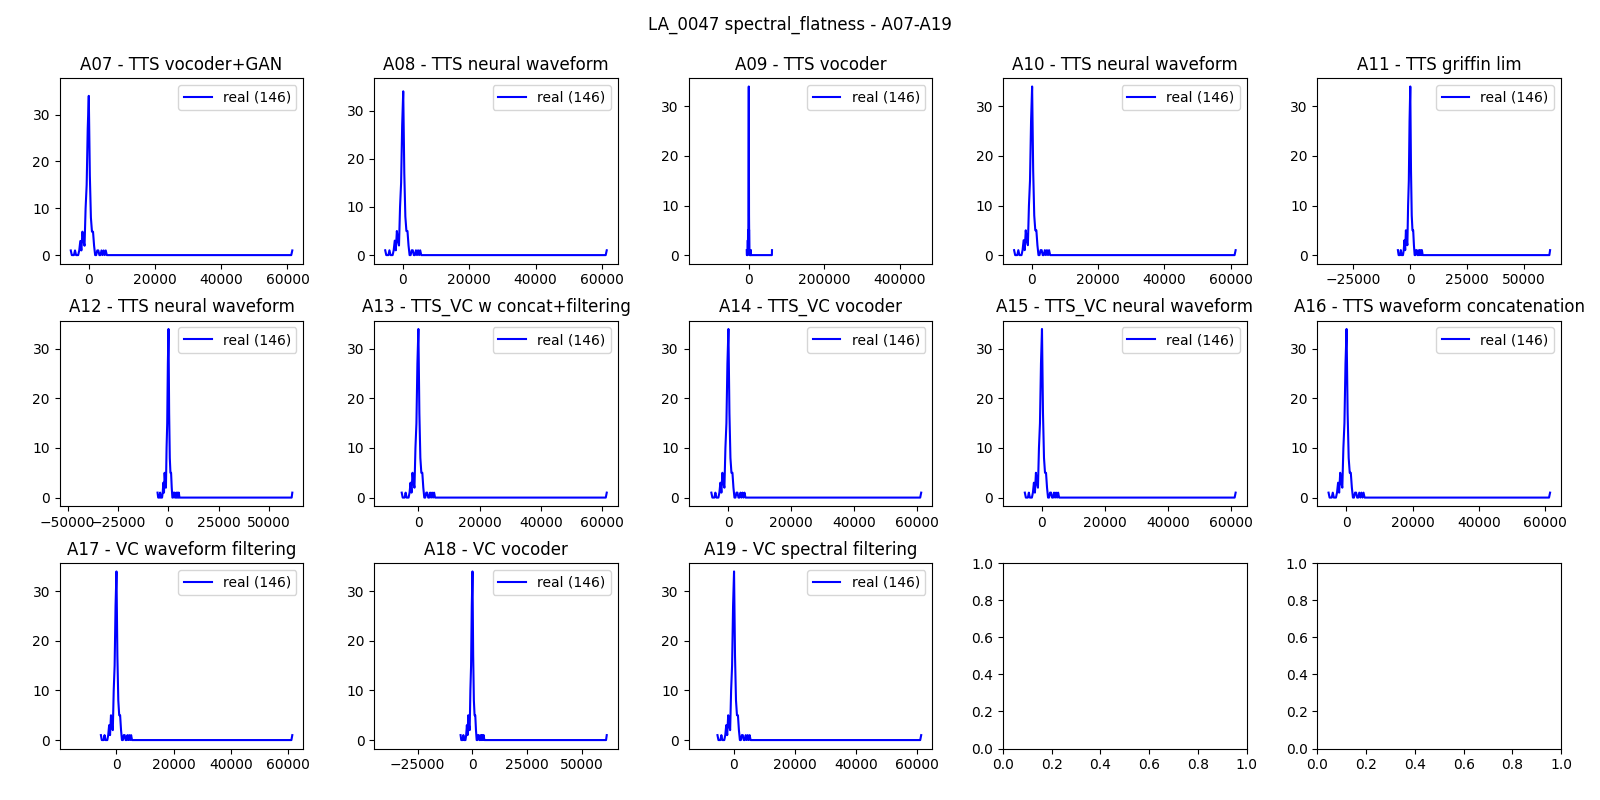 LA_0047 spectral_flatness - A07-A19
A07 - TTS vocoder+GAN
real (146)
30
20
10
0
0 20000 40000 60000
A08 - TTS neural waveform
real (146)
30
20
10
0
0 20000 40000 60000
A09 - TTS vocoder
real (146)
30
20
10
0
0 200000 400000
A10 - TTS neural waveform
real (146)
30
20
10
0
0 20000 40000 60000
A11 - TTS griffin lim
real (146)
30
20
10
0
−25000 0 25000 50000
A12 - TTS neural waveform
real (146)
30
20
10
0
−50000 −25000 0 25000 50000
A13 - TTS_VC w concat+filtering
real (146)
30
20
10
0
0 20000 40000 60000
A14 - TTS_VC vocoder
real (146)
30
20
10
0
0 20000 40000 60000
A15 - TTS_VC neural waveform
real (146)
30
20
10
0
0 20000 40000 60000
A16 - TTS waveform concatenation
real (146)
30
20
10
0
0 20000 40000 60000
A17 - VC waveform filtering
real (146)
30
20
10
0
0 20000 40000 60000
A18 - VC vocoder
real (146)
30
20
10
0
−25000 0 25000 50000
A19 - VC spectral filtering
real (146)
30
20
10
0
0 20000 40000 60000
1.0
0.8
0.6
0.4
0.2
0.0
0.0 0.2 0.4 0.6 0.8 1.0
1.0
0.8
0.6
0.4
0.2
0.0
0.0 0.2 0.4 0.6 0.8 1.0